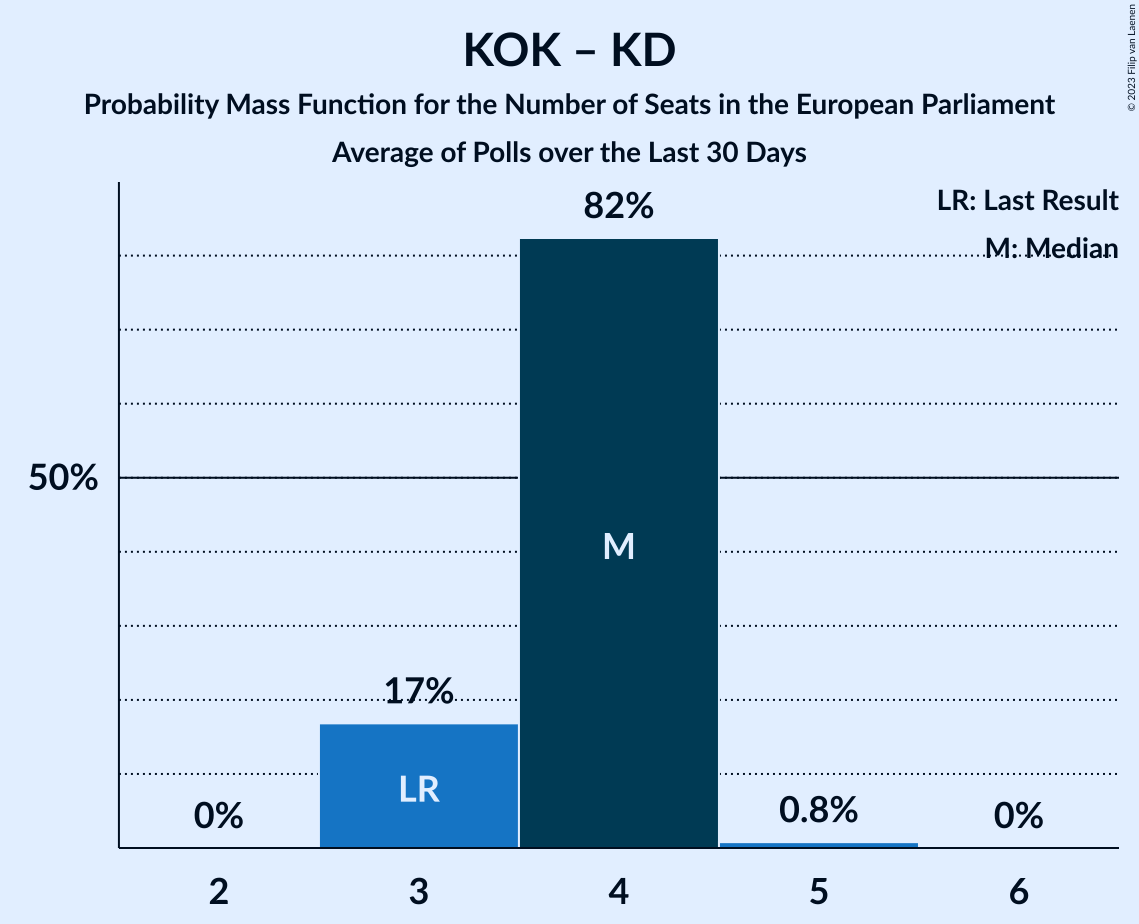 KOK – KD
Probability Mass Function for the Number of Seats in the European Parliament
Average of Polls over the Last 30 Days
© 2023 Filip van Laenen
LR: Last Result
M: Median
82%
50%
M
17%
LR
0%
0.8%
0%
2 3 4 5 6